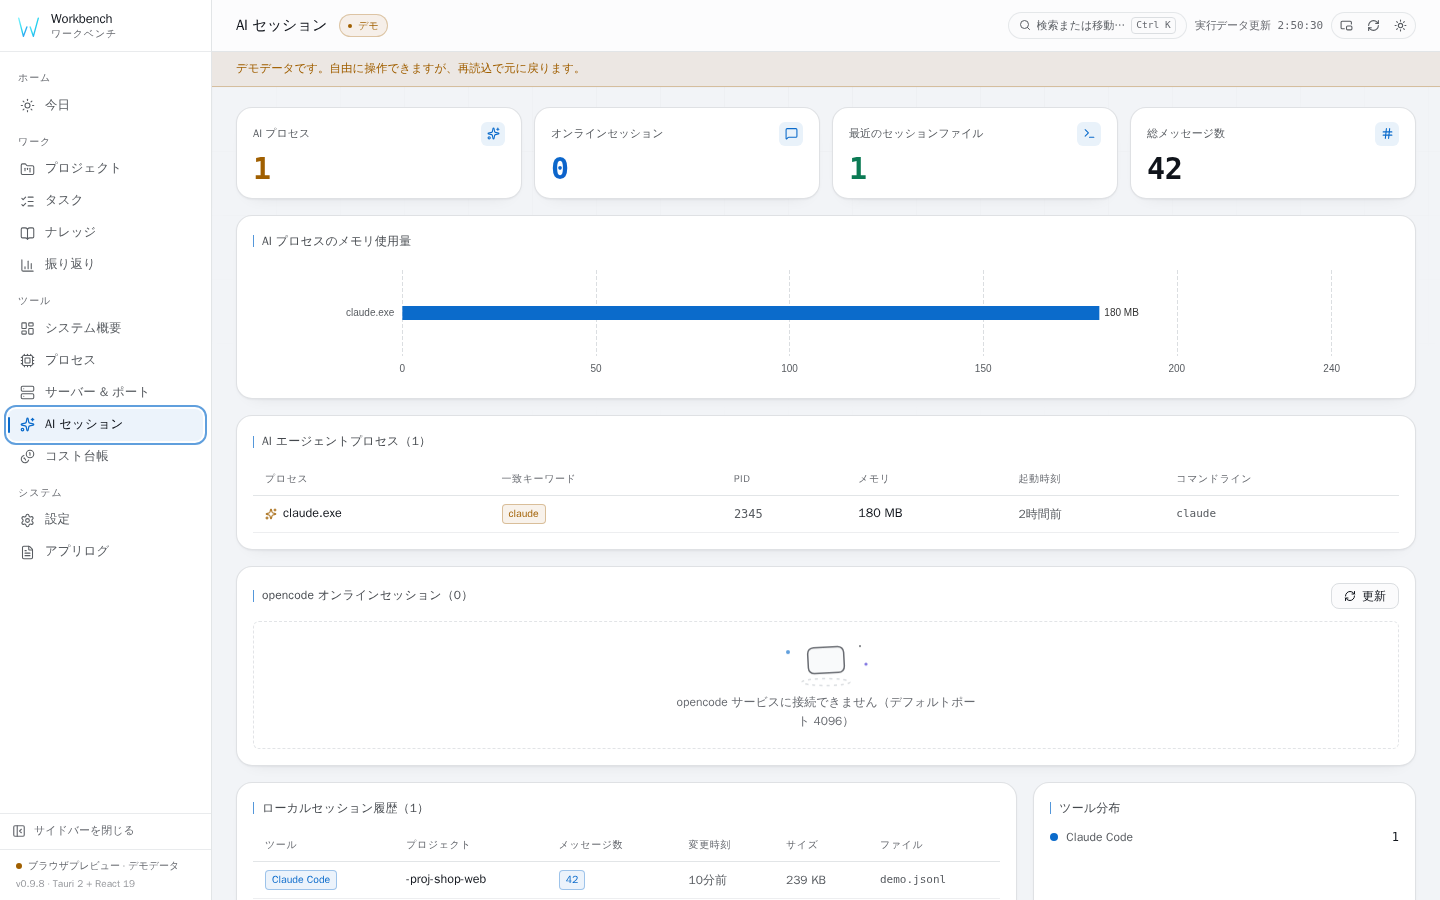 Workbench
ワークベンチ
ホーム
今日
ワーク
プロジェクト
タスク
ナレッジ
振り返り
ツール
システム概要
プロセス
サーバー & ポート
AI セッション
コスト台帳
システム
設定
アプリログ
サイドバーを閉じる
ブラウザプレビュー · デモデータ
v0.9.8 · Tauri 2 + React 19
AI セッション
デモ
検索または移動… Ctrl K
実行データ更新 2:50:30
デモデータです。自由に操作できますが、再読込で元に戻ります。
AI プロセス
1
オンラインセッション
0
最近のセッションファイル
1
総メッセージ数
42
AI プロセスのメモリ使用量
claude.exe
180 MB
0 50 100 150 200 240
AI エージェントプロセス（1）
プロセス 一致キーワード PID メモリ 起動時刻 コマンドライン
claude.exe claude 2345 180 MB 2時間前 claude
opencode オンラインセッション（0）
更新
opencode サービスに接続できません（デフォルトポー
ト 4096）
ローカルセッション履歴（1）
ツール プロジェクト メッセージ数 変更時刻 サイズ ファイル
Claude Code -proj-shop-web 42 10分前 239 KB demo.jsonl
ツール分布
Claude Code 1